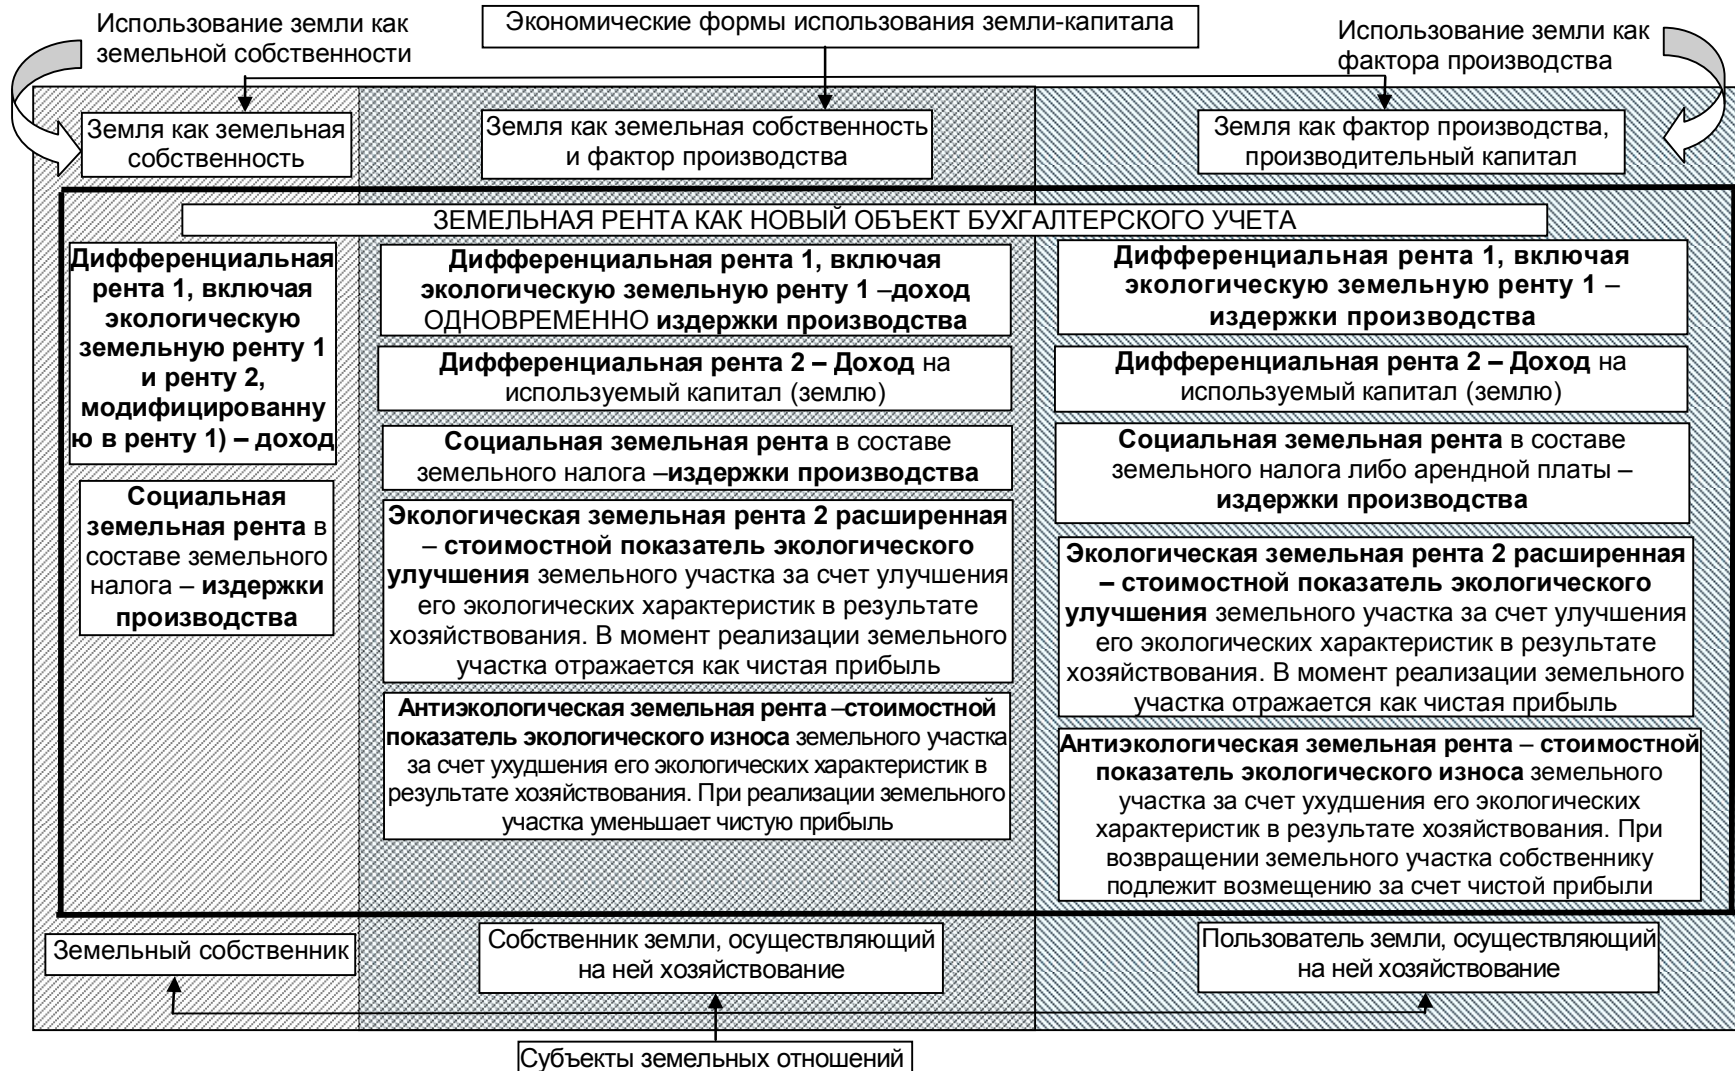 Использование земли как
земельной собственности
Экономические формы использования земли-капитала
Использование земли как
фактора производства
Земля как земельная
собственность
Земля как земельная собственность
и фактор производства
Земля как фактор производства,
производительный капитал
ЗЕМЕЛЬНАЯ РЕНТА КАК НОВЫЙ ОБЪЕКТ БУХГАЛТЕРСКОГО УЧЕТА
Дифференциальная
рента 1, включая
экологическую
земельную ренту 1
и ренту 2,
модифицированну
ю в ренту 1) – доход
Социальная
земельная рента в
составе земельного
налога – издержки
производства
Дифференциальная рента 1, включая
экологическую земельную ренту 1 –доход
ОДНОВРЕМЕННО издержки производства
Дифференциальная рента 2 – Доход на
используемый капитал (землю)
Социальная земельная рента в составе
земельного налога –издержки производства
Экологическая земельная рента 2 расширенная
– стоимостной показатель экологического
улучшения земельного участка за счет улучшения
его экологических характеристик в результате
хозяйствования. В момент реализации земельного
участка отражается как чистая прибыль
Антиэкологическая земельная рента –стоимостной
показатель экологического износа земельного участка
за счет ухудшения его экологических характеристик в
результате хозяйствования. При реализации земельного
участка уменьшает чистую прибыль
Дифференциальная рента 1, включая
экологическую земельную ренту 1 –
издержки производства
Дифференциальная рента 2 – Доход на
используемый капитал (землю)
Социальная земельная рента в составе
земельного налога либо арендной платы –
издержки производства
Экологическая земельная рента 2 расширенная
– стоимостной показатель экологического
улучшения земельного участка за счет улучшения
его экологических характеристик в результате
хозяйствования. В момент реализации земельного
участка отражается как чистая прибыль
Антиэкологическая земельная рента – стоимостной
показатель экологического износа земельного
участка за счет ухудшения его экологических
характеристик в результате хозяйствования. При
возвращении земельного участка собственнику
подлежит возмещению за счет чистой прибыли
Земельный собственник
Собственник земли, осуществляющий
на ней хозяйствование
Пользователь земли, осуществляющий
на ней хозяйствование
Субъекты земельных отношений